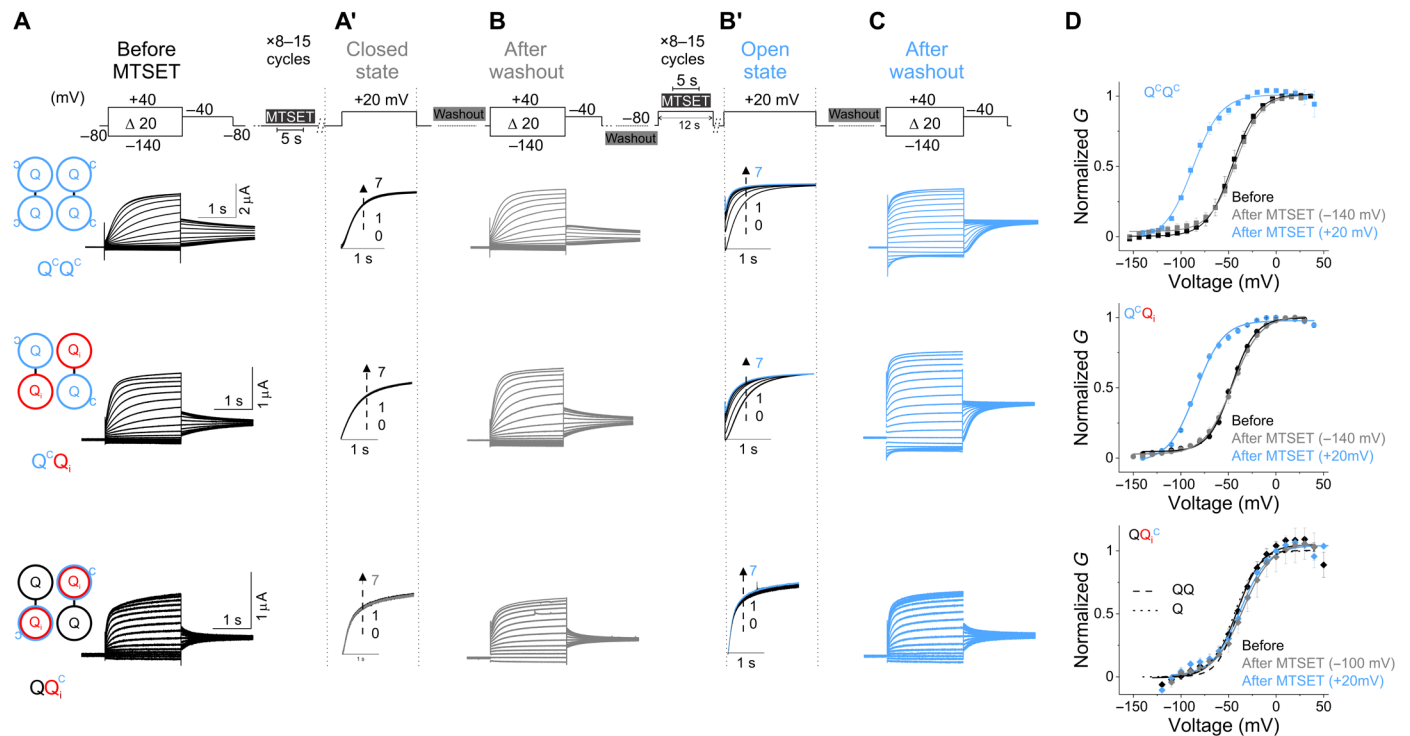 A
A'
B
B'
C
D
Before
MTSET
×8–15
cycles
Closed
state
After
washout
×8–15
cycles
5 s
Open
state
After
washout
(mV)
+40
–40
Δ 20
–80
–140
–80
MTSET
5 s
+20 mV
Washout
+40
–40
Δ 20
–140
–80
Washout
MTSET
12 s
+20 mV
Washout
+40
–40
Δ 20
–140
C Q Q C
C Q Q C
QᶜQᶜ
1 s
2 µA
7
1
0
1 s
7
1
0
1 s
C Q Qᵢ
Qᵢ Q C
QᶜQᵢ
1 s
1 µA
7
1
0
1 s
7
1
0
1 s
Q Qᵢ C
C Qᵢ Q
QQᵢᶜ
1 s
1 µA
7
1
0
1 s
7
1
0
1 s
QᶜQᶜ
Normalized G
1
0.5
0
Before
After MTSET (–140 mV)
After MTSET (+20 mV)
–150 –100 –50 0 50
Voltage (mV)
QᶜQᵢ
Normalized G
1
0.5
0
Before
After MTSET (–140 mV)
After MTSET (+20mV)
–150 –100 –50 0 50
Voltage (mV)
QQᵢᶜ
Normalized G
1
0.5
0
QQ
Q
Before
After MTSET (–100 mV)
After MTSET (+20mV)
–150 –100 –50 0 50
Voltage (mV)